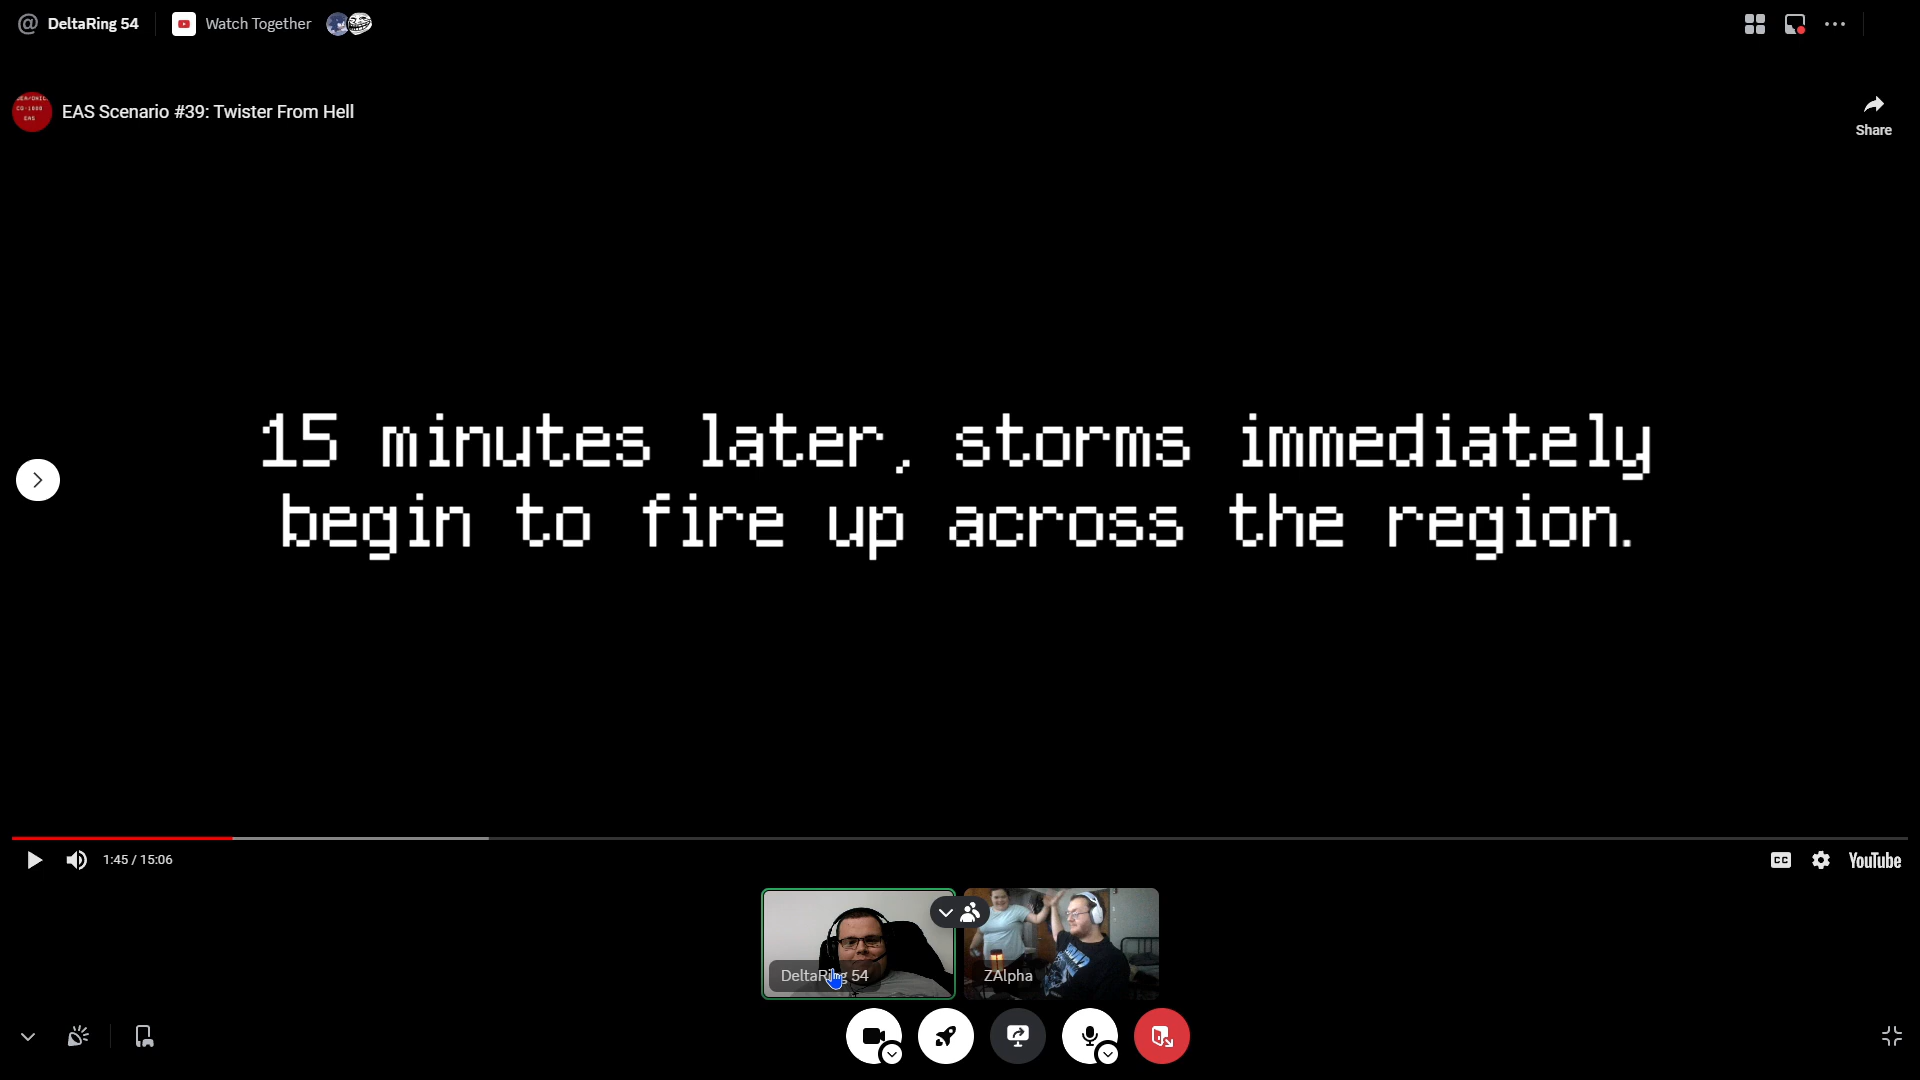 DeltaRing 54
Watch Together
EAS Scenario #39: Twister From Hell
Share
15 minutes later, storms immediately
begin to fire up across the region.
1:45 / 15:06
CC
YouTube
DeltaRing 54
ZAlpha